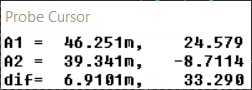 Probe Cursor
A1 = 46.251m, 24.579
A2 = 39.341m, -8.7114
dif= 6.9101m, 33.290